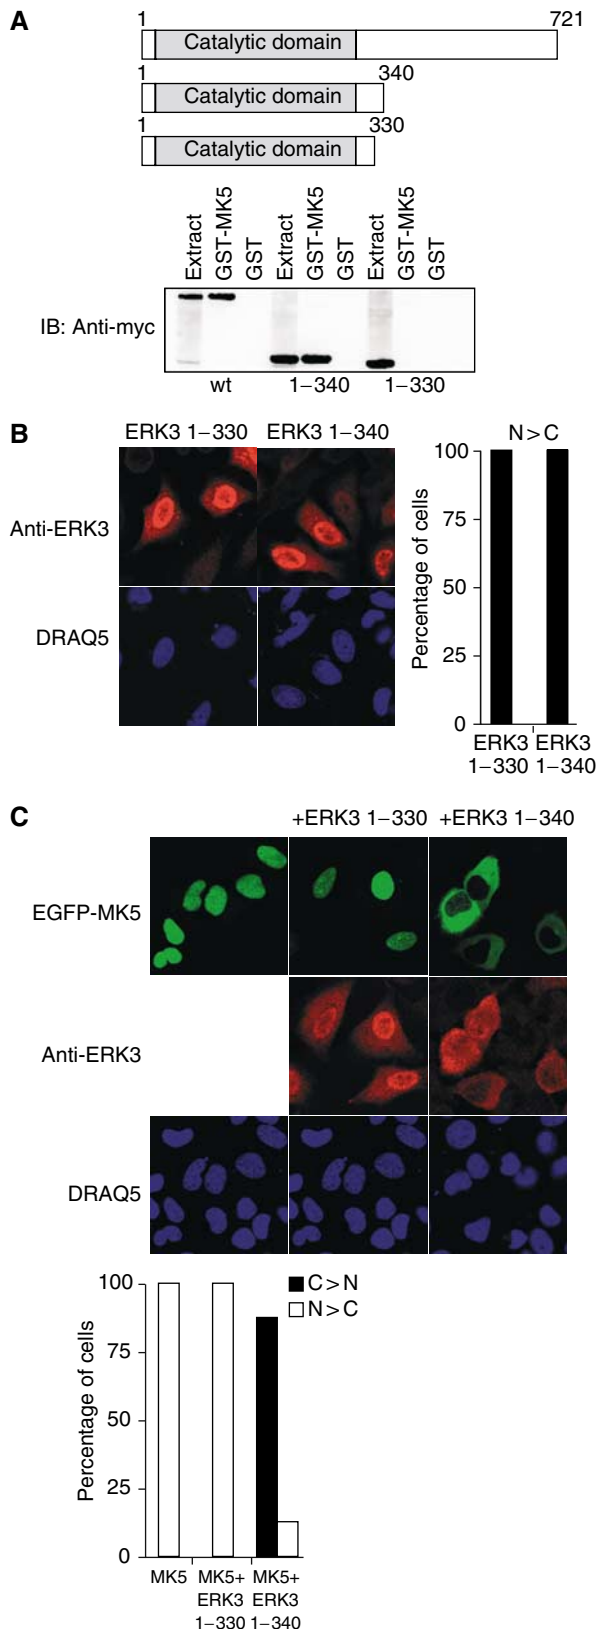 A
1 721
Catalytic domain
1 340
Catalytic domain
1 330
Catalytic domain
Extract
GST-MK5
GST
Extract
GST-MK5
GST
Extract
GST-MK5
GST
IB: Anti-myc
wt 1–340 1–330
B
ERK3 1–330 ERK3 1–340
Anti-ERK3
DRAQ5
N>C
Percentage of cells
100
75
50
25
0
ERK3 ERK3
1–330 1–340
C
+ERK3 1–330 +ERK3 1–340
EGFP-MK5
Anti-ERK3
DRAQ5
Percentage of cells
100
75
50
25
0
C>N
N>C
MK5 MK5+ MK5+
ERK3 ERK3
1–330 1–340